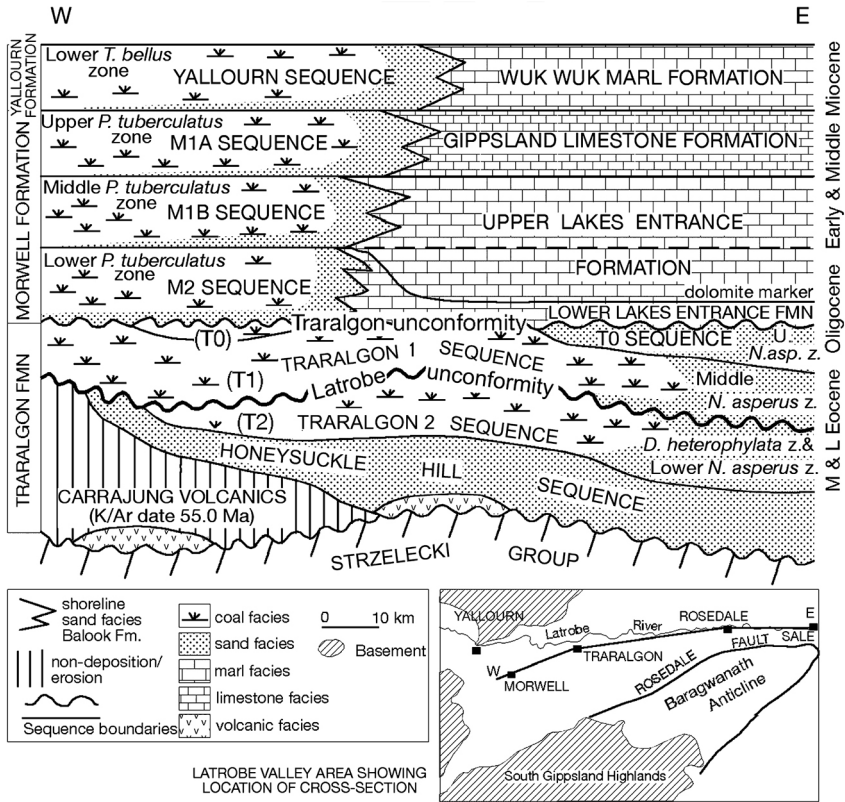 W
E
YALLOURN
FORMATION
MORWELL FORMATION
TRARALGON FMN
Lower T. bellus
zone
YALLOURN SEQUENCE
WUK WUK MARL FORMATION
Upper P. tuberculatus
zone
M1A SEQUENCE
GIPPSLAND LIMESTONE FORMATION
Middle P. tuberculatus
zone
M1B SEQUENCE
UPPER LAKES ENTRANCE
FORMATION
Lower P. tuberculatus
zone
M2 SEQUENCE
dolomite marker
LOWER LAKES ENTRANCE FMN
Traralgon unconformity
(T0)
T0 SEQUENCE
U.
N.asp. z.
TRARALGON 1 SEQUENCE
(T1)
Middle
N. asperus z.
Latrobe unconformity
(T2)
TRARALGON 2 SEQUENCE
D. heterophylata z.&
Lower N. asperus z.
HONEYSUCKLE HILL SEQUENCE
CARRAJUNG VOLCANICS
(K/Ar date 55.0 Ma)
STRZELECKI GROUP
Early & Middle Miocene
Oligocene
M & L Eocene
shoreline
sand facies
Balook Fm.
non-deposition/
erosion
Sequence boundaries
coal facies
sand facies
marl facies
limestone facies
volcanic facies
0 10 km
Basement
YALLOURN
Latrobe River
ROSEDALE
E
SALE
W
MORWELL
TRARALGON
ROSEDALE FAULT
Baragwanath
Anticline
South Gippsland Highlands
LATROBE VALLEY AREA SHOWING
LOCATION OF CROSS-SECTION